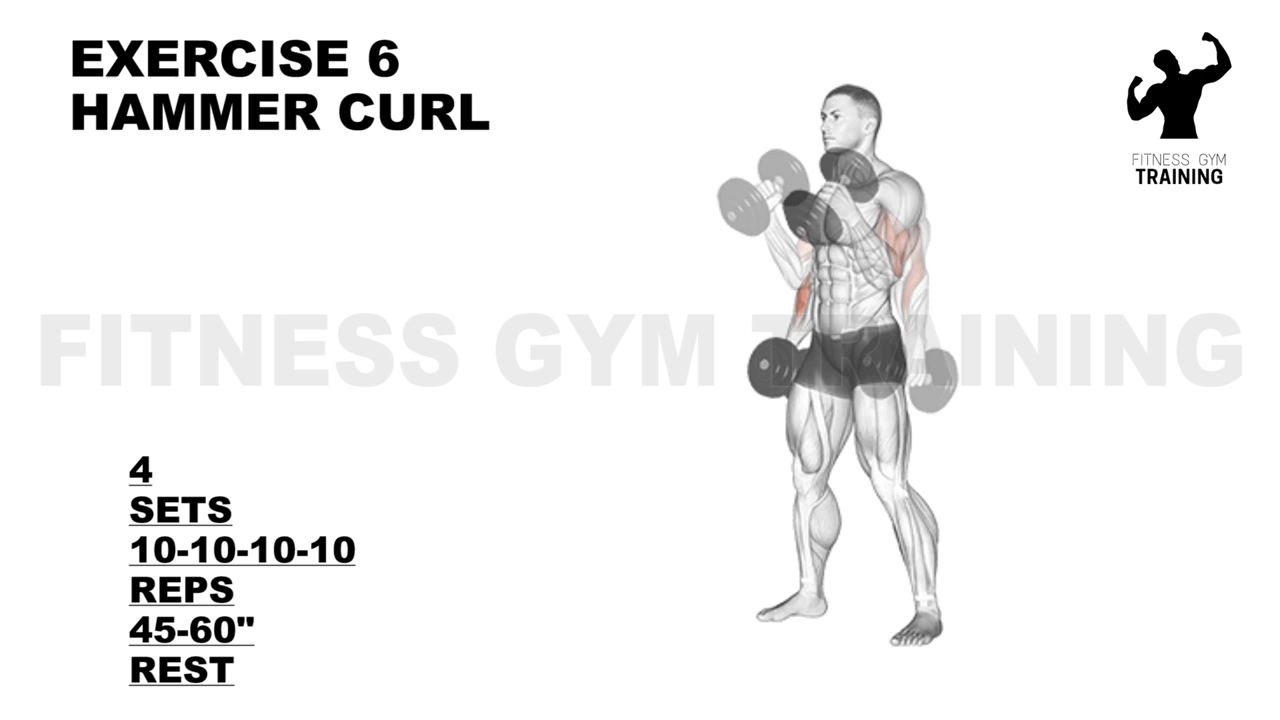 EXERCISE 6
HAMMER CURL
FITNESS GYM
TRAINING
FITNESS GYM TRAINING
4
SETS
10-10-10-10
REPS
45-60"
REST